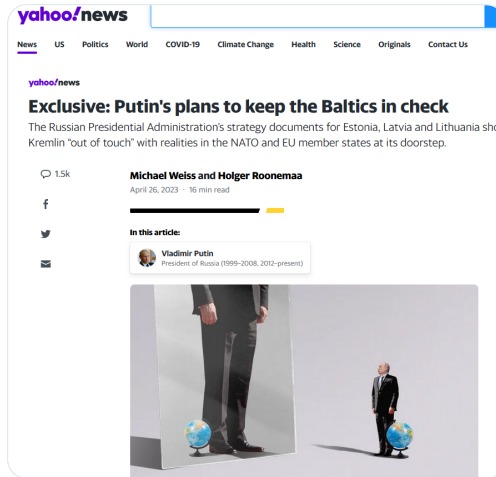 yahoo!news
News US Politics World COVID-19 Climate Change Health Science Originals Contact Us
yahoo!news
Exclusive: Putin's plans to keep the Baltics in check
The Russian Presidential Administration's strategy documents for Estonia, Latvia and Lithuania
Kremlin "out of touch" with realities in the NATO and EU member states at its doorstep.
1.5k
Michael Weiss and Holger Roonemaa
April 26, 2023 · 16 min read
In this article:
Vladimir Putin
President of Russia (1999–2008, 2012–present)